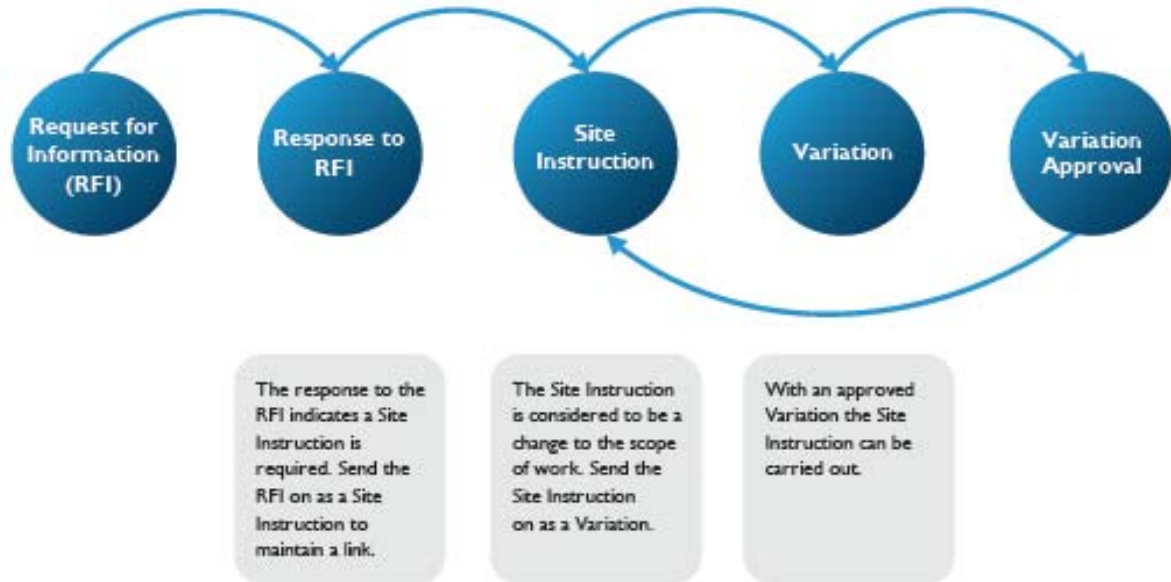 Request for
Information
(RFI)
Response to
RFI
Site
Instruction
Variation
Variation
Approval
The response to the
RFI indicates a Site
Instruction is
required. Send the
RFI on as a Site
Instruction to
maintain a link.
The Site Instruction
is considered to be a
change to the scope
of work. Send the
Site Instruction
on as a Variation.
With an approved
Variation the Site
Instruction can be
carried out.